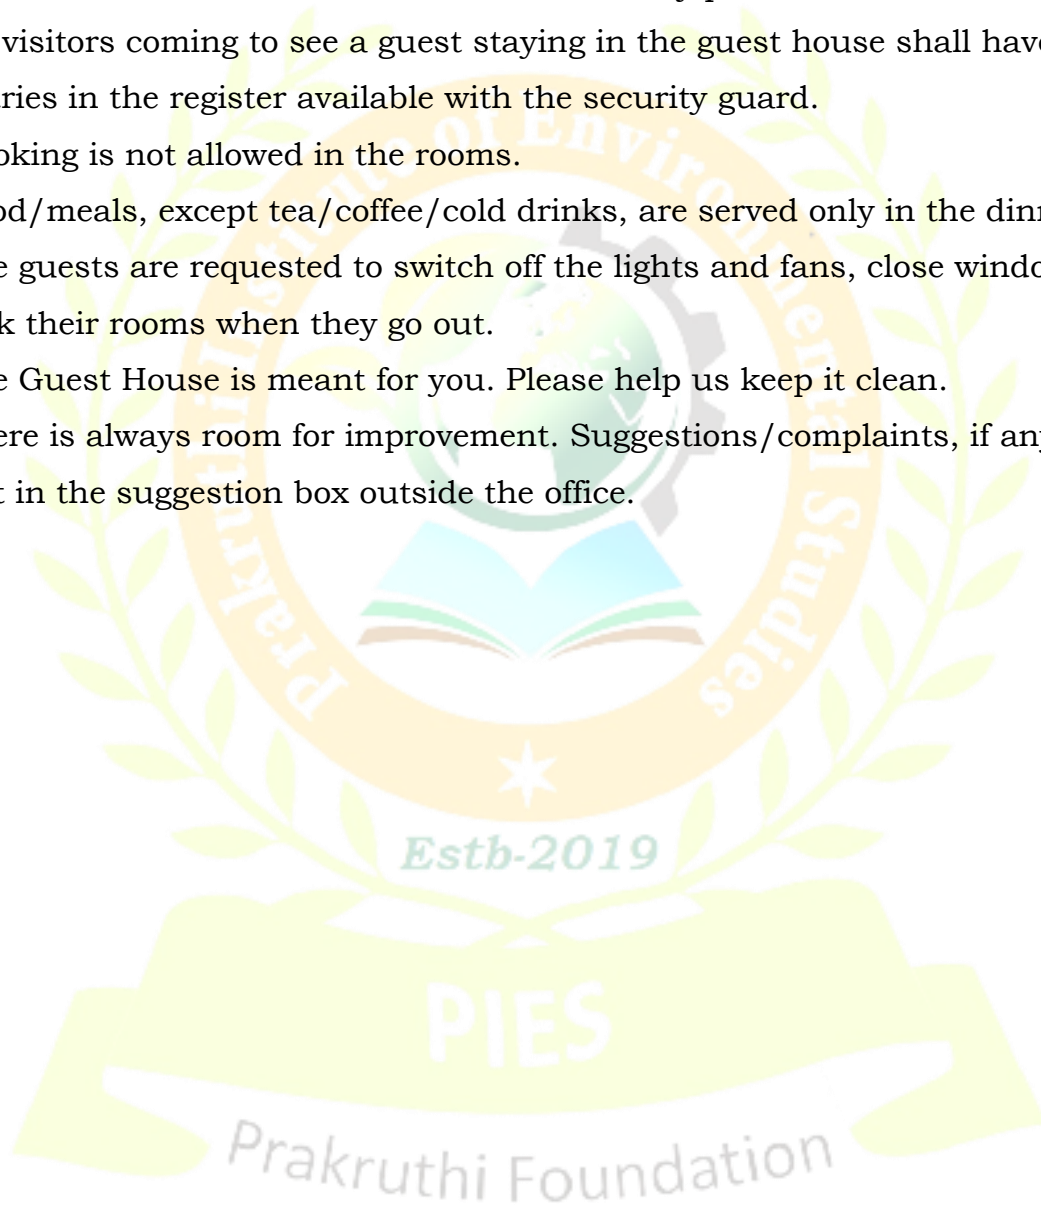 visitors coming to see a guest staying in the guest house shall have
ries in the register available with the security guard.
oking is not allowed in the rooms.
od/meals, except tea/coffee/cold drinks, are served only in the dinn
e guests are requested to switch off the lights and fans, close windo
k their rooms when they go out.
e Guest House is meant for you. Please help us keep it clean.
ere is always room for improvement. Suggestions/complaints, if any
t in the suggestion box outside the office.
Prakruthi Institute of Environmental Studies
Estb-2019
PIES
Prakruthi Foundation